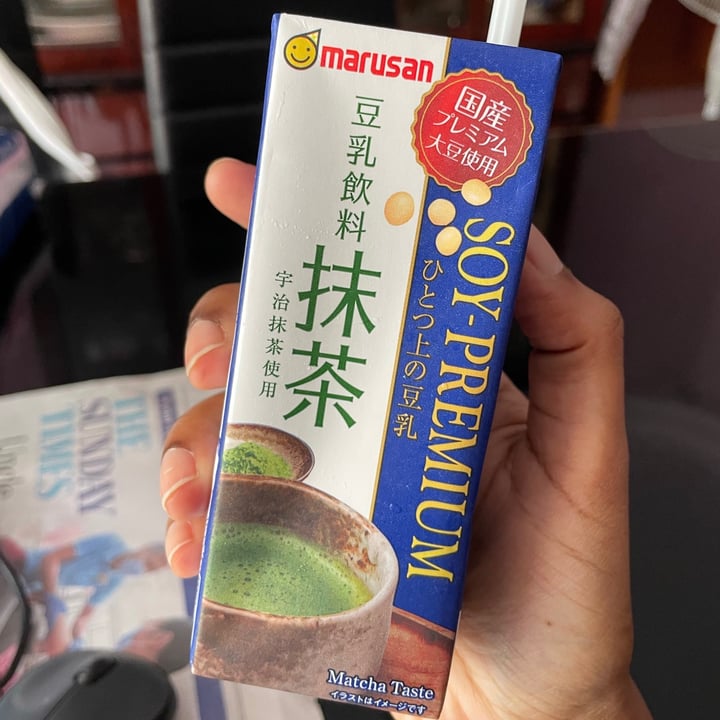 marusan
国産
プレミアム
大豆使用
豆乳飲料
抹茶
宇治抹茶使用
SOY-PREMIUM
ひとつ上の豆乳
Matcha Taste
イラストはイメージです
THE
SUNDAY
TIMES